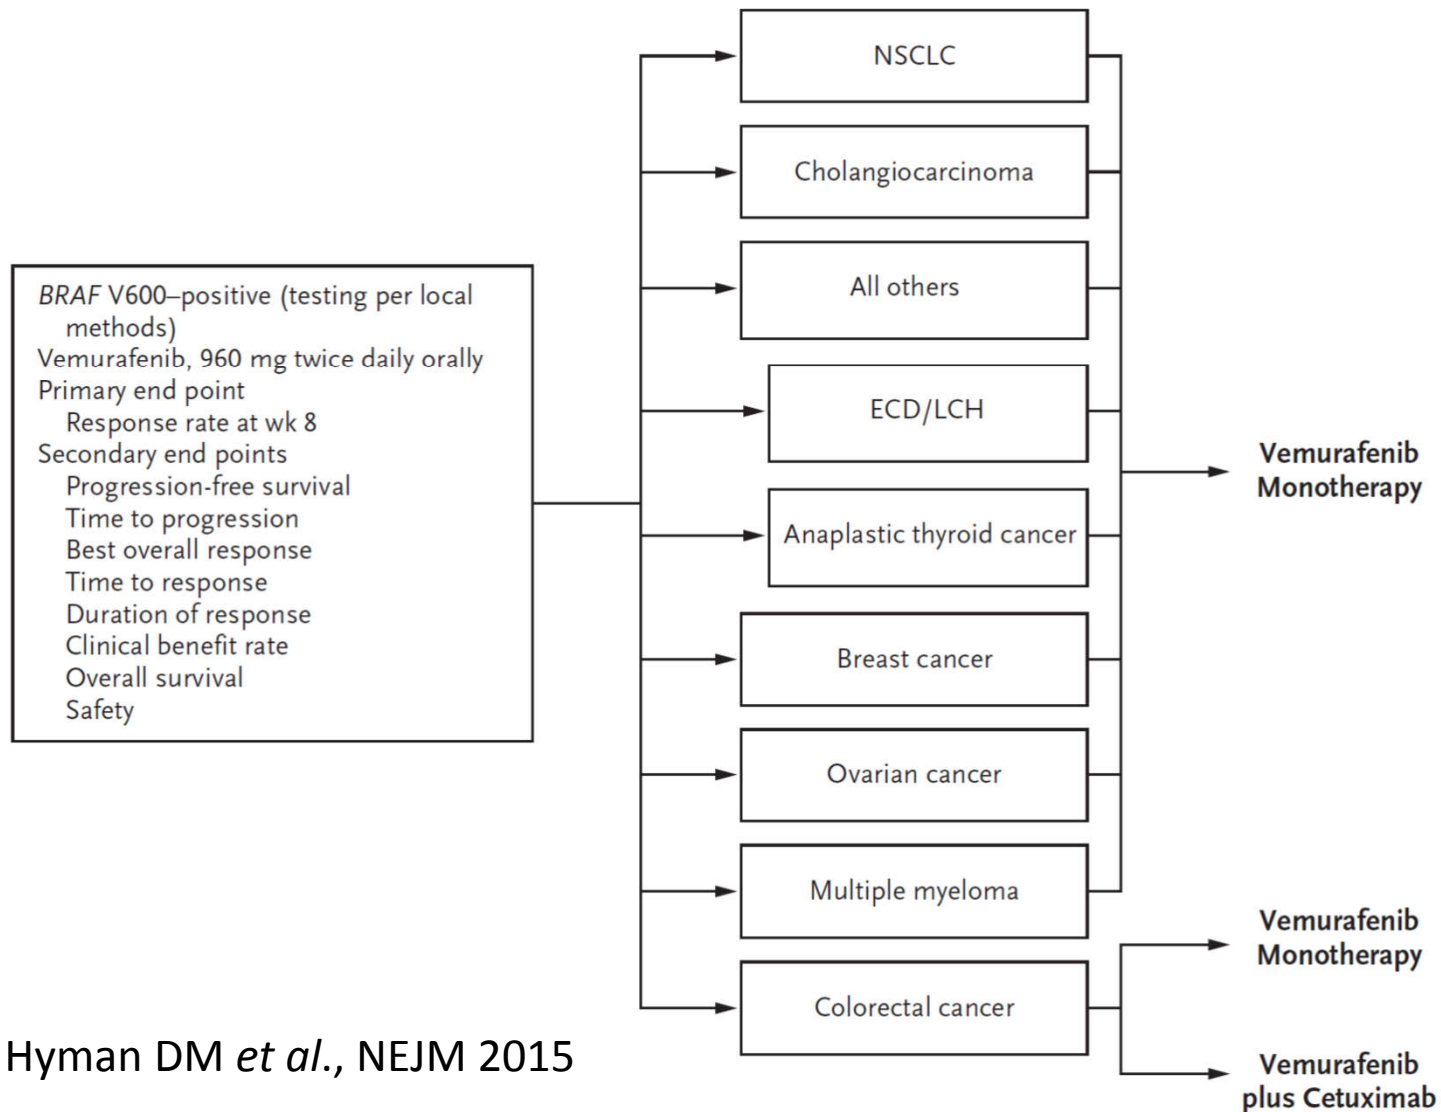 BRAF V600–positive (testing per local
methods)
Vemurafenib, 960 mg twice daily orally
Primary end point
Response rate at wk 8
Secondary end points
Progression-free survival
Time to progression
Best overall response
Time to response
Duration of response
Clinical benefit rate
Overall survival
Safety
NSCLC
Cholangiocarcinoma
All others
ECD/LCH
Anaplastic thyroid cancer
Breast cancer
Ovarian cancer
Multiple myeloma
Colorectal cancer
Vemurafenib
Monotherapy
Vemurafenib
Monotherapy
Vemurafenib
plus Cetuximab
Hyman DM et al., NEJM 2015